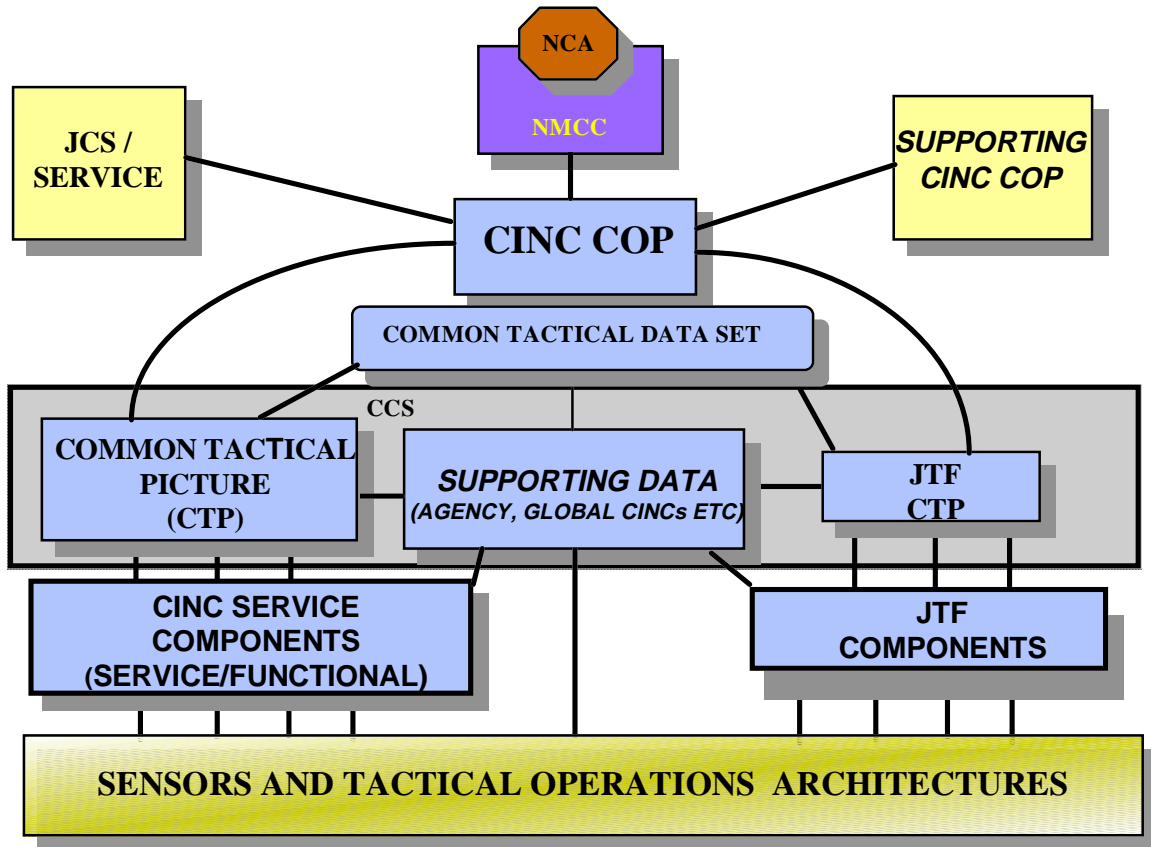 NCA
NMCC
JCS /
SERVICE
SUPPORTING
CINC COP
CINC COP
COMMON TACTICAL DATA SET
CCS
COMMON TACTICAL
PICTURE
(CTP)
SUPPORTING DATA
(AGENCY, GLOBAL CINCs ETC)
JTF
CTP
CINC SERVICE
COMPONENTS
(SERVICE/FUNCTIONAL)
JTF
COMPONENTS
SENSORS AND TACTICAL OPERATIONS ARCHITECTURES